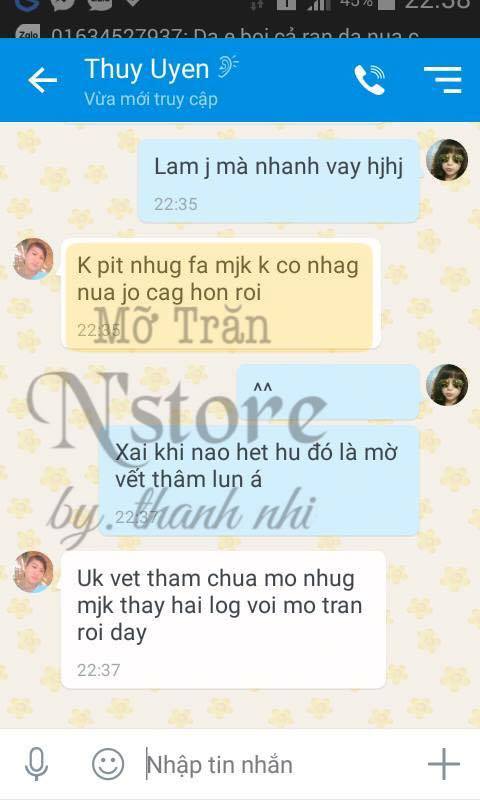 45% 22:38
Zalo 01634527937: Da e boi cả ran da nua c
Thuy Uyen
Vừa mới truy cập
Lam j mà nhanh vay hjhj
22:35
K pit nhug fa mjk k co nhag
nua jo cag hon roi
22:35
Mỡ Trăn
^^
N'store
Xai khi nao het hu đó là mờ
vết thâm lun á
22:37
by. thanh nhi
Uk vet tham chua mo nhug
mjk thay hai log voi mo tran
roi day
22:37
Nhập tin nhắn